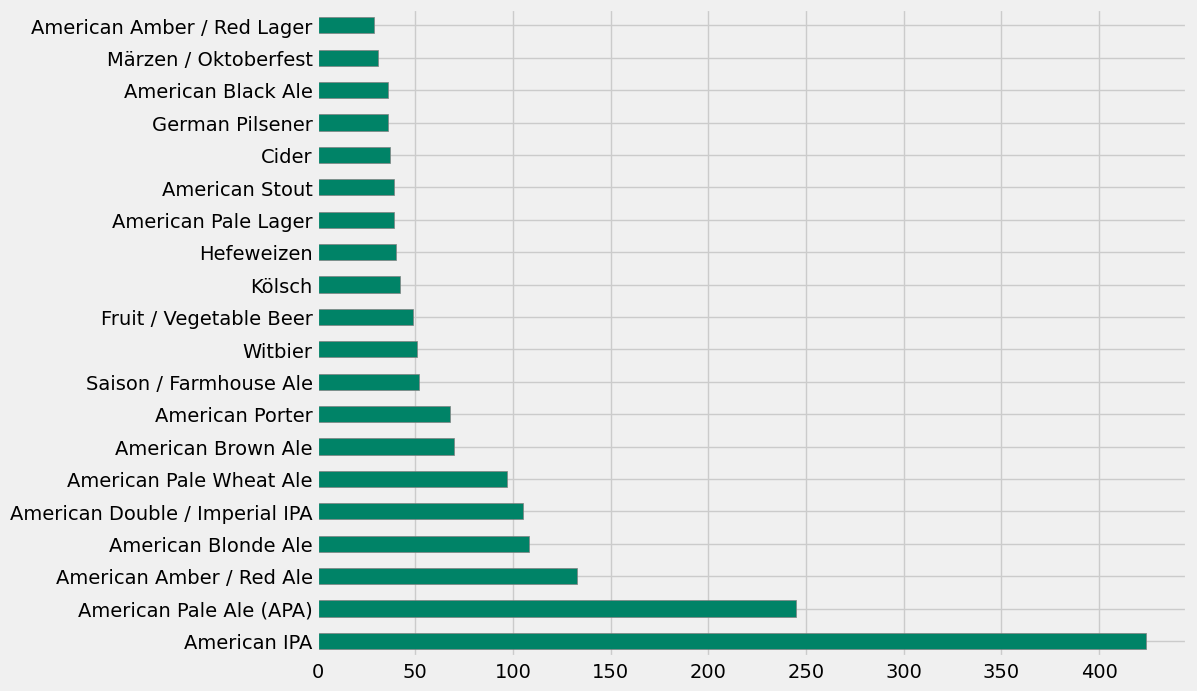 American Amber / Red Lager
Märzen / Oktoberfest
American Black Ale
German Pilsener
Cider
American Stout
American Pale Lager
Hefeweizen
Kölsch
Fruit / Vegetable Beer
Witbier
Saison / Farmhouse Ale
American Porter
American Brown Ale
American Pale Wheat Ale
American Double / Imperial IPA
American Blonde Ale
American Amber / Red Ale
American Pale Ale (APA)
American IPA
0 50 100 150 200 250 300 350 400